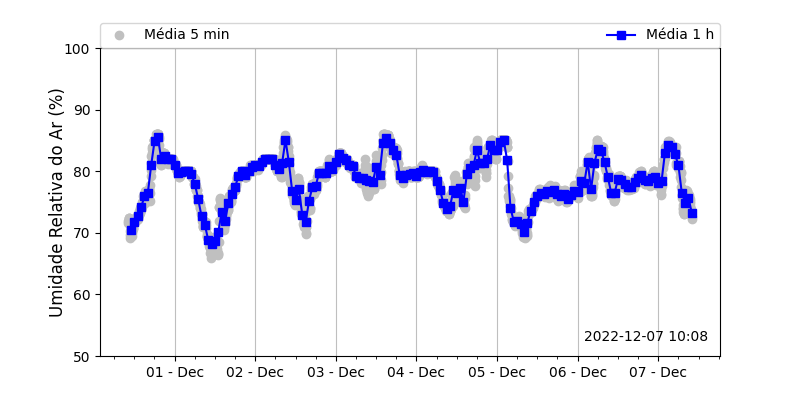 Média 5 min
Média 1 h
Umidade Relativa do Ar (%)
100
90
80
70
60
50
2022-12-07 10:08
01 - Dec
02 - Dec
03 - Dec
04 - Dec
05 - Dec
06 - Dec
07 - Dec